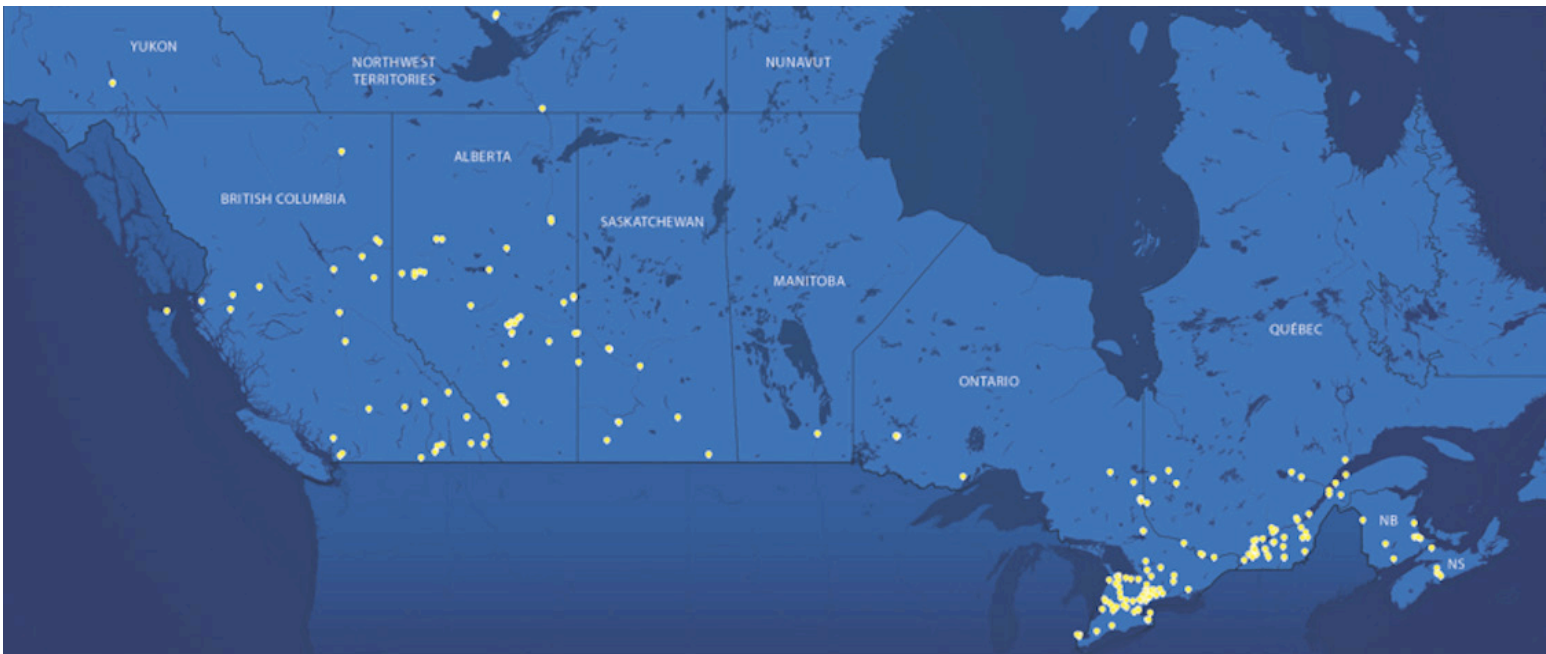 YUKON
NORTHWEST
TERRITORIES
NUNAVUT
ALBERTA
BRITISH COLUMBIA
SASKATCHEWAN
MANITOBA
QUÉBEC
ONTARIO
NB
NS